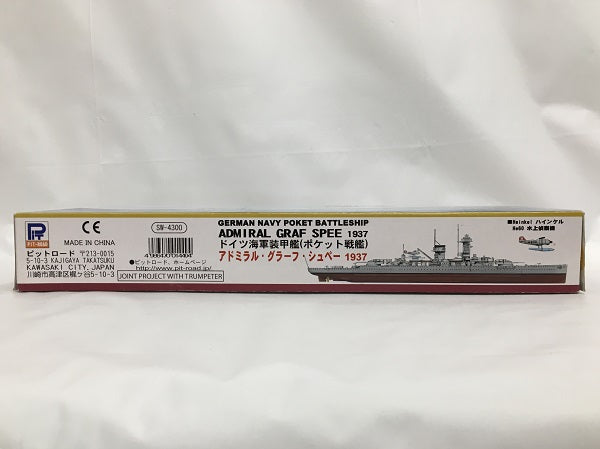 PIT
PIT-ROAD
CE
MADE IN CHINA
ピットロード 〒213-0015
5-10-3 KAJIGAYA TAKATSUKU
KAWASAKI CITY, JAPAN
川崎市高津区梶ヶ谷5-10-3
SW-4300
●ピットロード、ホームページ
http://www.pit-road.jp/
JOINT PROJECT WITH TRUMPETER
GERMAN NAVY POKET BATTLESHIP
ADMIRAL GRAF SPEE 1937
ドイツ海軍装甲艦(ポケット戦艦)
アドミラル・グラーフ・シュペー 1937
■Heinkel ハインケル
He60 水上偵察機